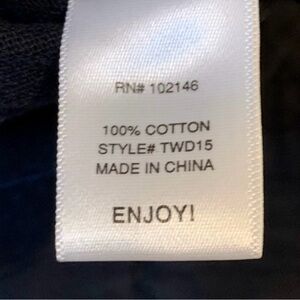 RN# 102146
100% COTTON
STYLE# TWD15
MADE IN CHINA
ENJOY!